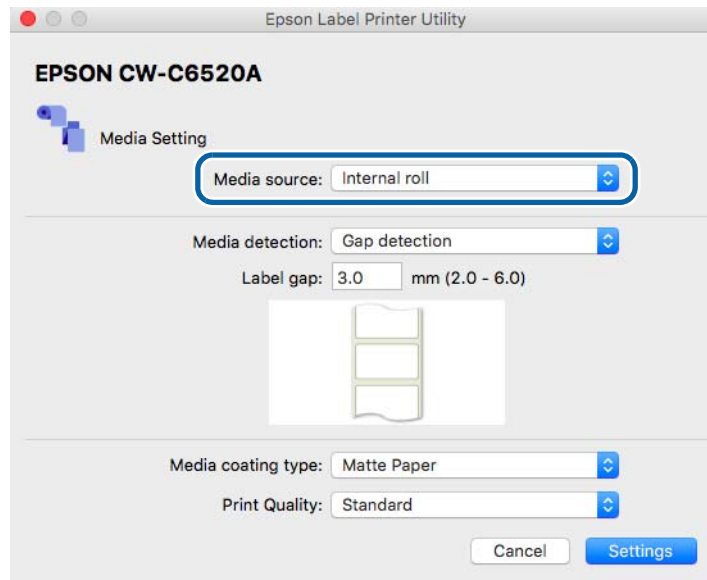 Epson Label Printer Utility
EPSON CW-C6520A
Media Setting
Media source: Internal roll
Media detection: Gap detection
Label gap: 3.0 mm (2.0 - 6.0)
Media coating type: Matte Paper
Print Quality: Standard
Cancel Settings